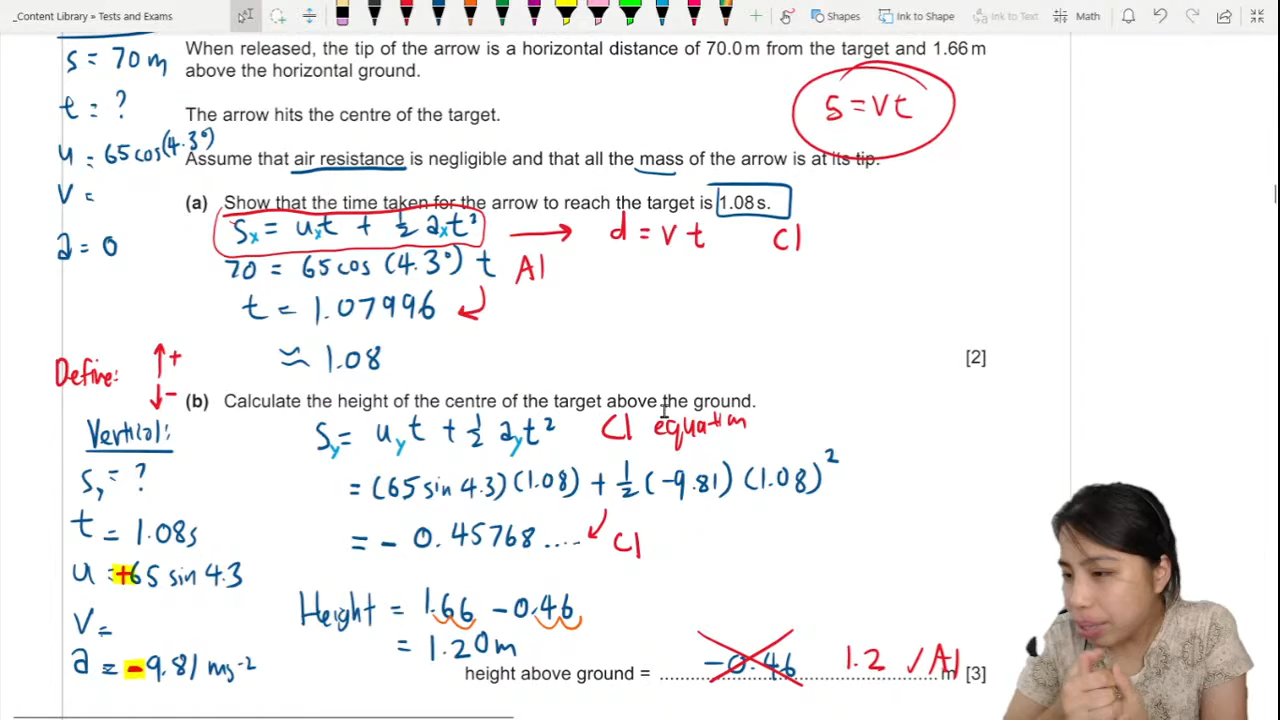 _Content Library » Tests and Exams
Shapes
Ink to Shape
Ink to Text
Math
When released, the tip of the arrow is a horizontal distance of 70.0 m from the target and 1.66 m
above the horizontal ground.
s = 70 m
t = ?
u = 65 cos(4.3°)
v =
a = 0
s = vt
The arrow hits the centre of the target.
Assume that air resistance is negligible and that all the mass of the arrow is at its tip.
(a) Show that the time taken for the arrow to reach the target is 1.08 s.
Sx = uxt + ½ axt² → d = v t C1
70 = 65 cos (4.3°) t A1
t = 1.07996
≈ 1.08
[2]
Define: ↑+
↓−
(b) Calculate the height of the centre of the target above the ground.
Vertical:
Sy = ?
t = 1.08s
u = +65 sin 4.3
v =
a = -9.81 ms-2
Sy = uyt + ½ ayt² C1 equation
= (65 sin 4.3)(1.08) + ½ (-9.81) (1.08)²
= - 0.45768 .... C1
Height = 1.66 - 0.46
= 1.20 m
height above ground = -0.46 1.2 ✓ A1 m [3]